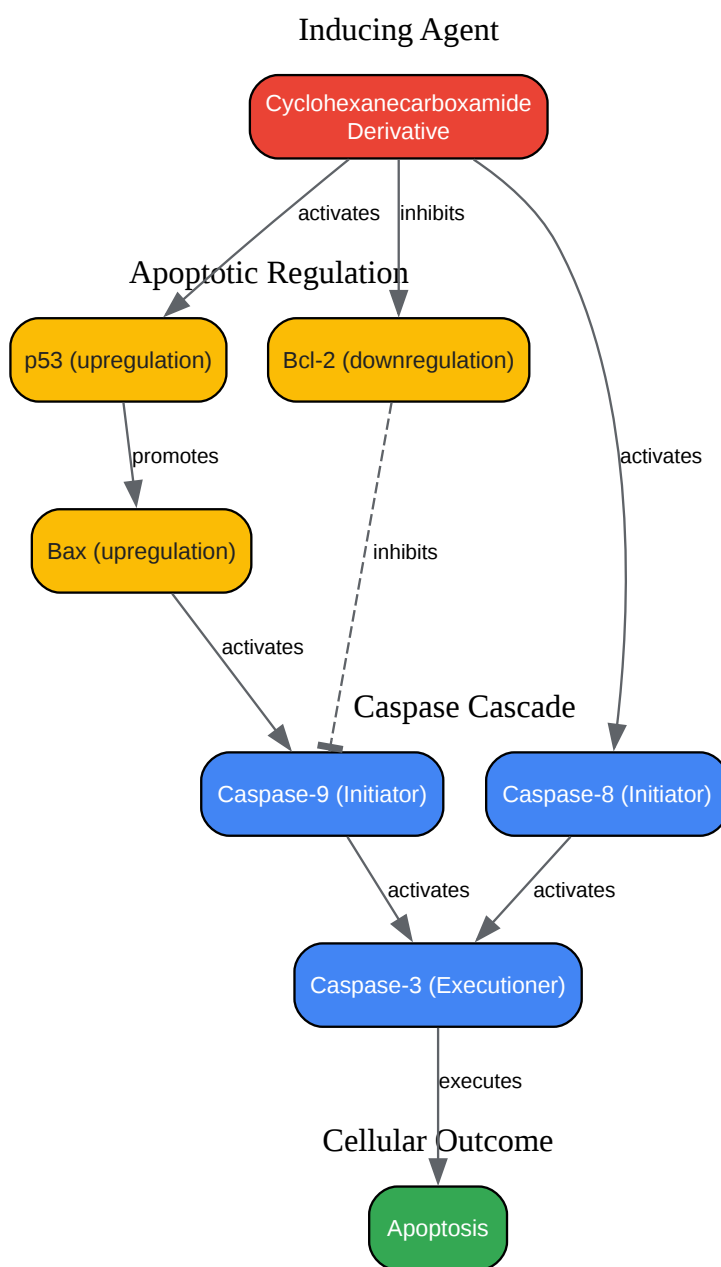 Inducing Agent
Cyclohexanecarboxamide
Derivative
activates
inhibits
Apoptotic Regulation
p53 (upregulation)
Bcl-2 (downregulation)
promotes
activates
Bax (upregulation)
inhibits
activates
Caspase Cascade
Caspase-9 (Initiator)
Caspase-8 (Initiator)
activates
activates
Caspase-3 (Executioner)
executes
Cellular Outcome
Apoptosis